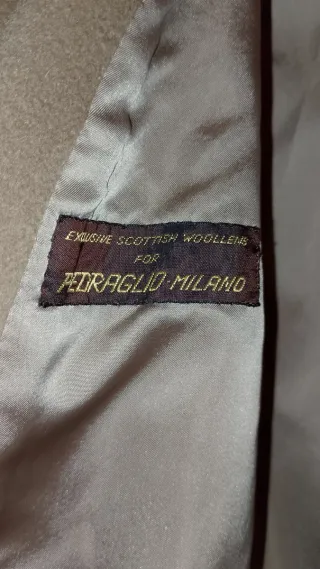 EXCLUSIVE SCOTTISH WOOLLENS
FOR
PEDRAGLIO-MILANO